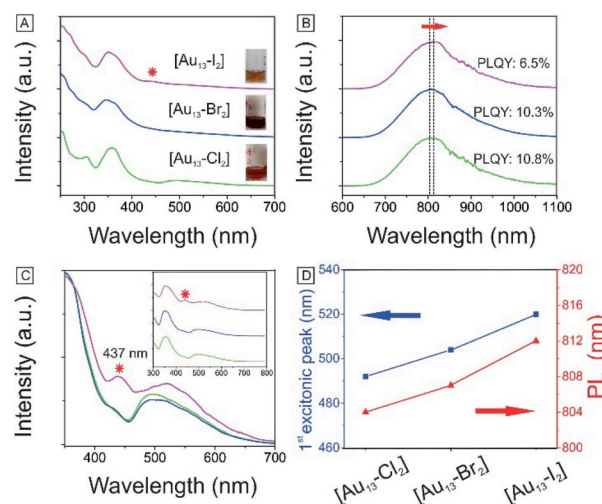 A
Intensity (a.u.)
[Au₁₃-I₂]
*
[Au₁₃-Br₂]
[Au₁₃-Cl₂]
300 400 500 600 700
Wavelength (nm)
B
Intensity (a.u.)
PLQY: 6.5%
PLQY: 10.3%
PLQY: 10.8%
600 700 800 900 1000 1100
Wavelength (nm)
C
Intensity (a.u.)
437 nm
*
*
300 400 500 600 700 800
400 500 600 700
Wavelength (nm)
D
1st excitonic peak (nm)
540
520
500
480
460
820
816
812
808
804
800
[Au₁₃-Cl₂]
[Au₁₃-Br₂]
[Au₁₃-I₂]